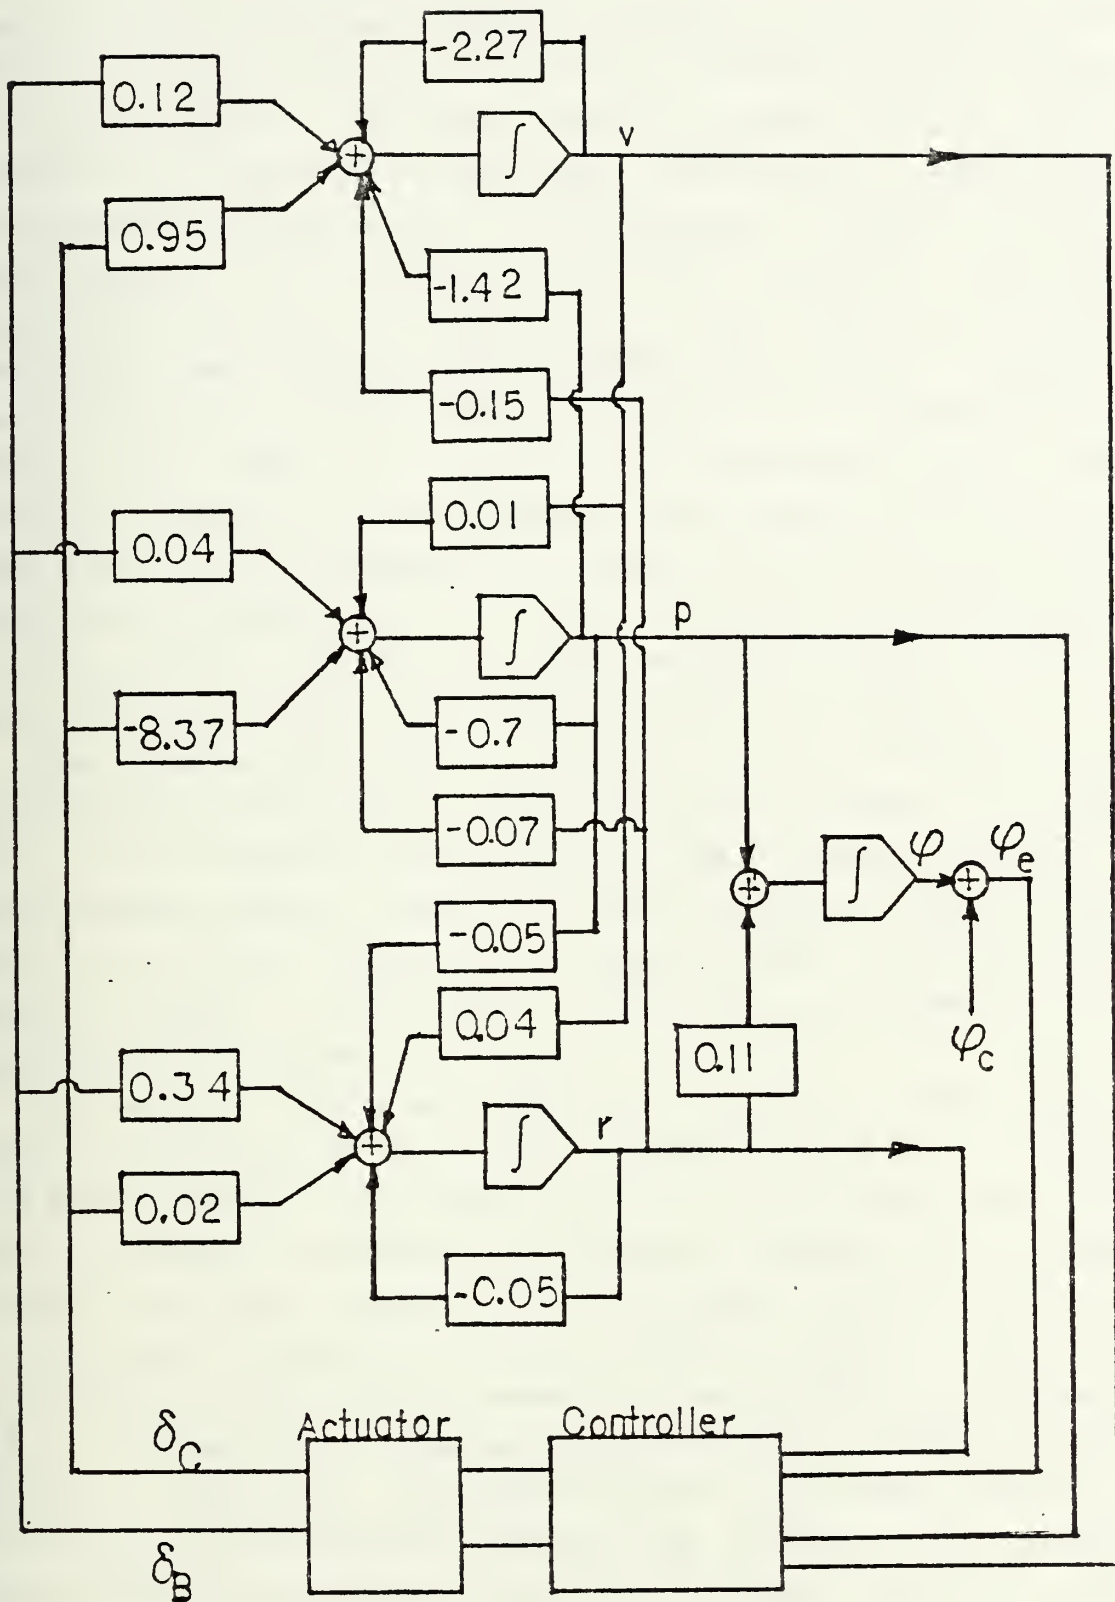 -2.27
0.12
∫
v
0.95
-1.42
-0.15
0.01
0.04
∫
p
-8.37
-0.7
-0.07
∫
φ
φe
-0.05
0.04
0.11
φc
0.34
∫
r
0.02
-0.05
δC
Actuator
Controller
δB